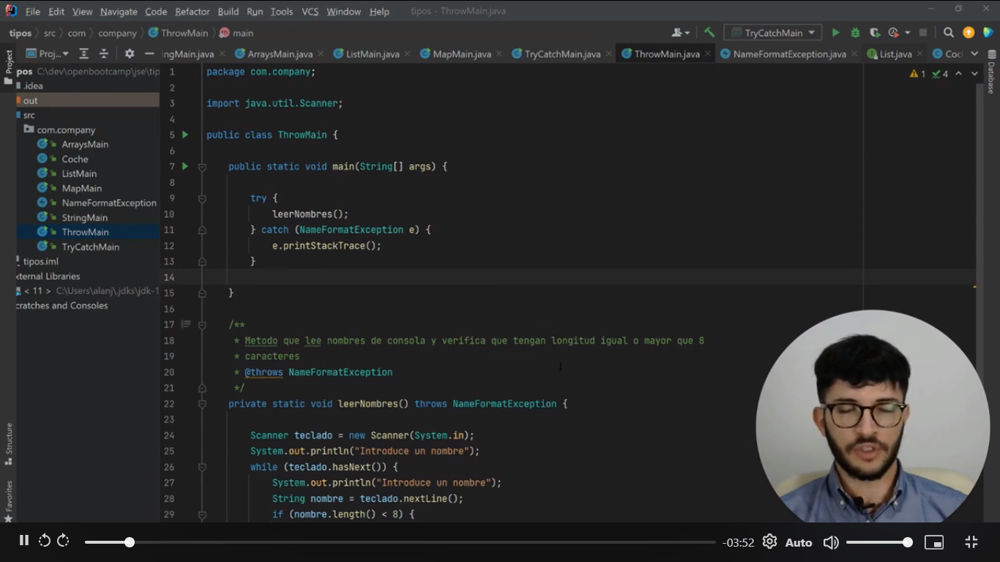 File Edit View Navigate Code Refactor Build Run Tools VCS Window Help tipos - ThrowMain.java
tipos src com company ThrowMain main TryCatchMain
Project Proj... ingMain.java ArraysMain.java ListMain.java MapMain.java TryCatchMain.java ThrowMain.java NameFormatException.java List.java Coc
Database
pos C:\dev\openbootcamp\jse\tip
.idea
out
src
com.company
ArraysMain
Coche
ListMain
MapMain
NameFormatException
StringMain
ThrowMain
TryCatchMain
tipos.iml
xternal Libraries
< 11 > C:\Users\alanj\.jdks\jdk-1
cratches and Consoles
Structure
Favorites
1 4
1 package com.company;
2
3 import java.util.Scanner;
4
5 public class ThrowMain {
6
7 public static void main(String[] args) {
8
9 try {
10 leerNombres();
11 } catch (NameFormatException e) {
12 e.printStackTrace();
13 }
14
15 }
16
17 /**
18 * Metodo que lee nombres de consola y verifica que tengan longitud igual o mayor que 8
19 * caracteres
20 * @throws NameFormatException
21 */
22 private static void leerNombres() throws NameFormatException {
23
24 Scanner teclado = new Scanner(System.in);
25 System.out.println("Introduce un nombre");
26 while (teclado.hasNext()) {
27 System.out.println("Introduce un nombre");
28 String nombre = teclado.nextLine();
29 if (nombre.length() < 8) {
-03:52 Auto